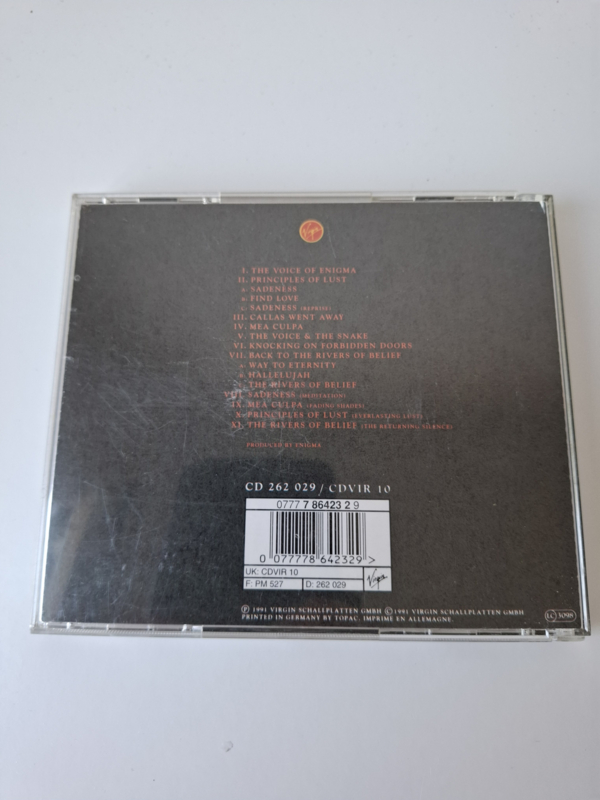 Virgin
I. THE VOICE OF ENIGMA
II. PRINCIPLES OF LUST
A. SADENESS
B. FIND LOVE
C. SADENESS (REPRISE)
III. CALLAS WENT AWAY
IV. MEA CULPA
V. THE VOICE & THE SNAKE
VI. KNOCKING ON FORBIDDEN DOORS
VII. BACK TO THE RIVERS OF BELIEF
A. WAY TO ETERNITY
B. HALLELUJAH
C. THE RIVERS OF BELIEF
VIII. SADENESS (MEDITATION)
IX. MEA CULPA (FADING SHADES)
X. PRINCIPLES OF LUST (EVERLASTING LUST)
XI. THE RIVERS OF BELIEF (THE RETURNING SILENCE)
PRODUCED BY ENIGMA
CD 262 029 / CDVIR 10
0777 7 86423 2 9
0 077778 642329 >
UK: CDVIR 10
F: PM 527 D: 262 029 Virgin
Ⓟ 1991 VIRGIN SCHALLPLATTEN GMBH © 1991 VIRGIN SCHALLPLATTEN GMBH
PRINTED IN GERMANY BY TOPAC. IMPRIME EN ALLEMAGNE.
LC 3098